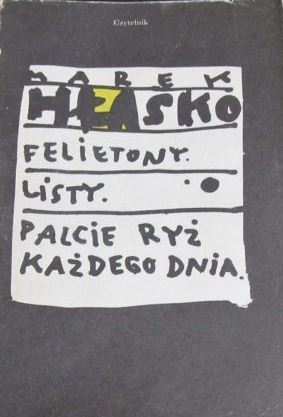 Czytelnik
MAREK
HŁASKO
FELIETONY.
LISTY.
PALCIE RYŻ
KAŻDEGO DNIA.